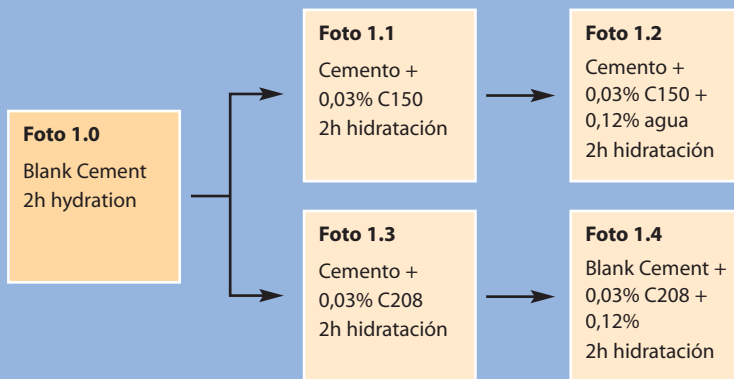 Foto 1.0
Blank Cement
2h hydration
Foto 1.1
Cemento +
0,03% C150
2h hidratación
Foto 1.2
Cemento +
0,03% C150 +
0,12% agua
2h hidratación
Foto 1.3
Cemento +
0,03% C208
2h hidratación
Foto 1.4
Blank Cement +
0,03% C208 +
0,12%
2h hidratación